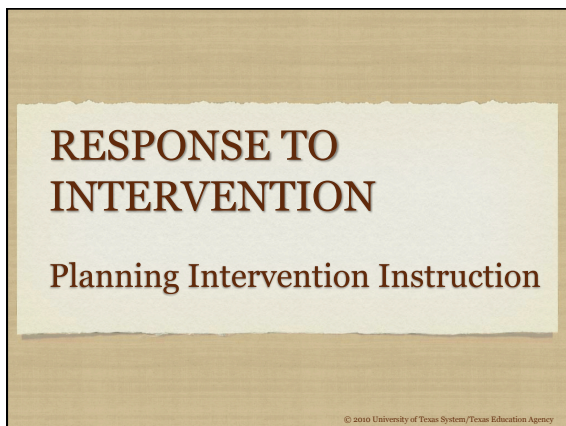 RESPONSE TO
INTERVENTION
Planning Intervention Instruction
© 2010 University of Texas System/Texas Education Agency